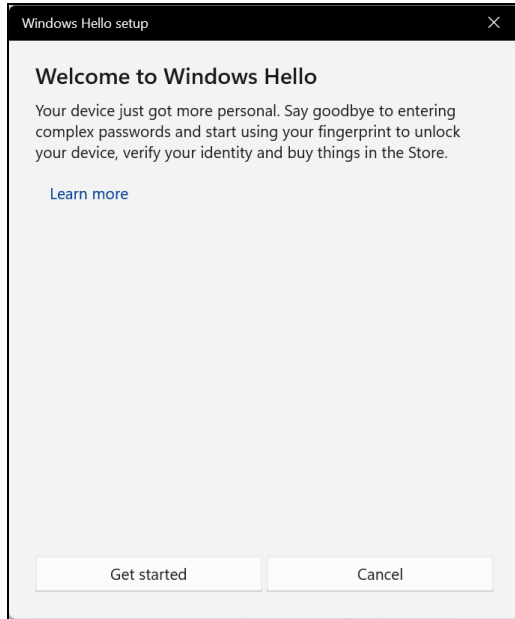 Windows Hello setup
Welcome to Windows Hello
Your device just got more personal. Say goodbye to entering
complex passwords and start using your fingerprint to unlock
your device, verify your identity and buy things in the Store.
Learn more
Get started
Cancel